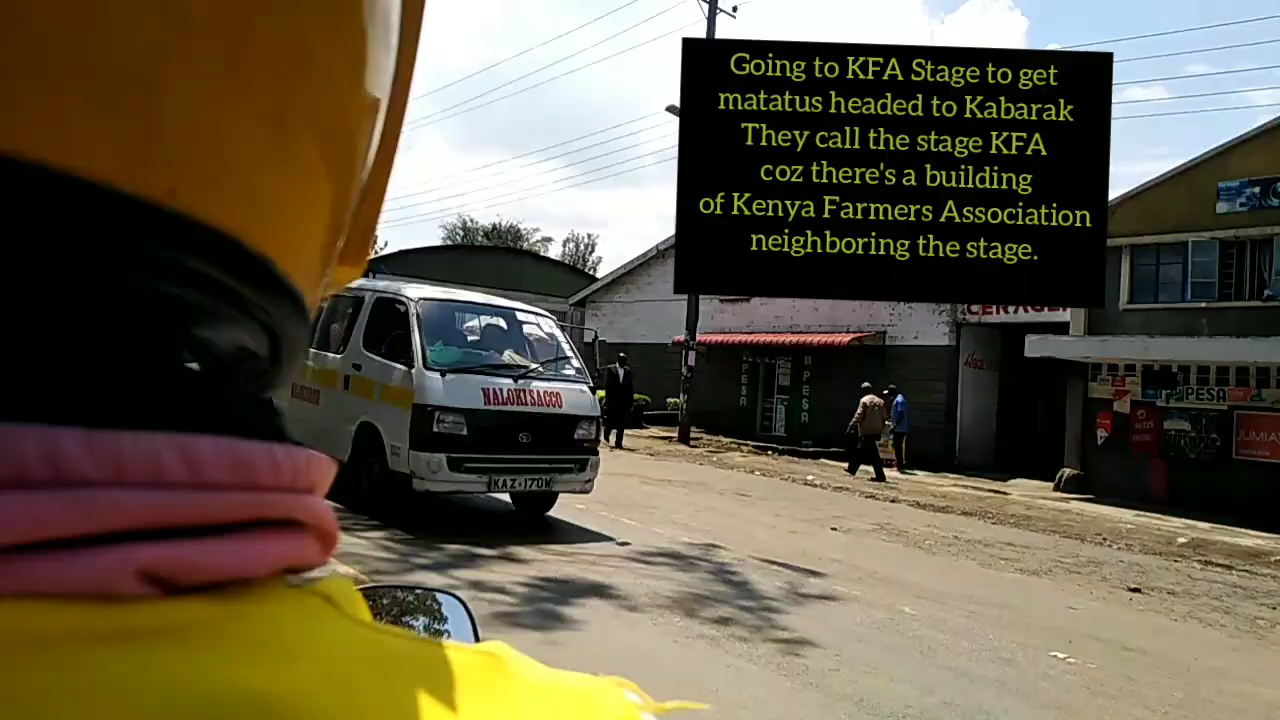 Going to KFA Stage to get
matatus headed to Kabarak
They call the stage KFA
coz there's a building
of Kenya Farmers Association
neighboring the stage.
NALOKI SACCO
KAZ 170W
PESA
PESA
PESA
JUMIA